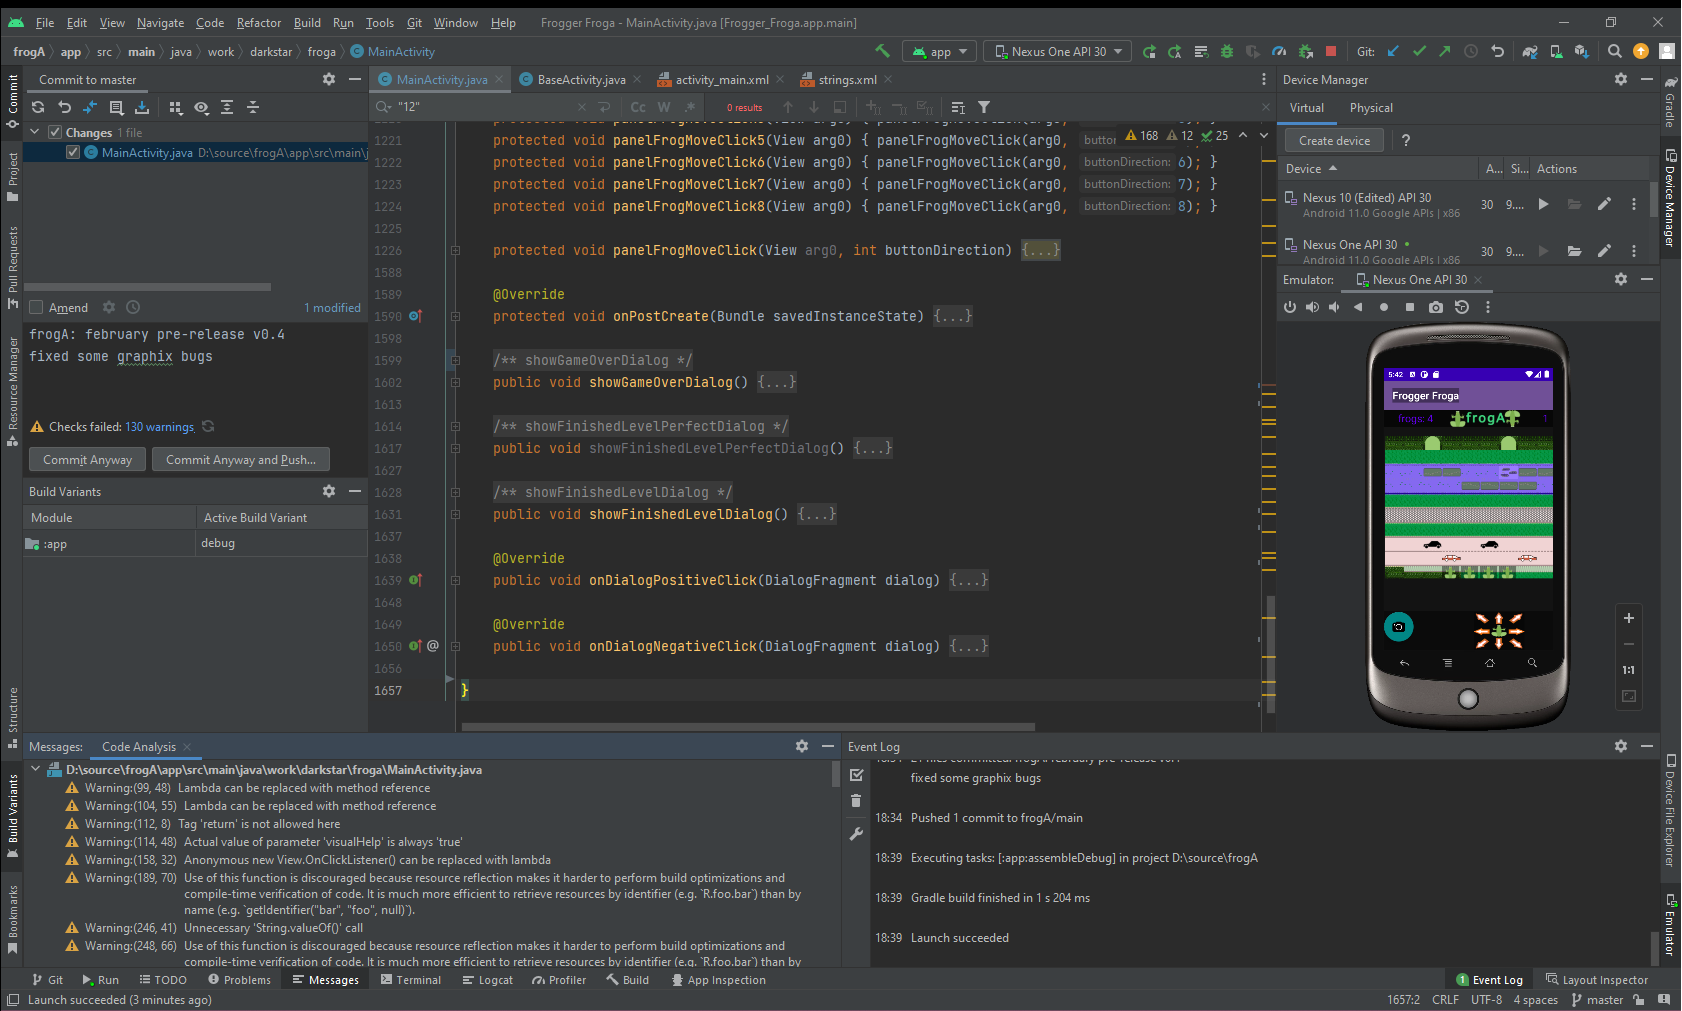 File Edit View Navigate Code Refactor Build Run Tools Git Window Help Frogger Froga - MainActivity.java [Frogger_Froga.app.main]
frogA app src main java work darkstar froga MainActivity
app Nexus One API 30 Git:
Commit to master
MainActivity.java BaseActivity.java activity_main.xml strings.xml
"12" Cc W .* 0 results
Changes 1 file
MainActivity.java D:\source\frogA\app\src\main\j
Amend 1 modified
frogA: february pre-release v0.4
fixed some graphix bugs
Checks failed: 130 warnings
Commit Anyway Commit Anyway and Push...
Build Variants
Module Active Build Variant
:app debug
168 12 25
1221 protected void panelFrogMoveClick5(View arg0) { panelFrogMoveClick(arg0, button
1222 protected void panelFrogMoveClick6(View arg0) { panelFrogMoveClick(arg0, buttonDirection: 6); }
1223 protected void panelFrogMoveClick7(View arg0) { panelFrogMoveClick(arg0, buttonDirection: 7); }
1224 protected void panelFrogMoveClick8(View arg0) { panelFrogMoveClick(arg0, buttonDirection: 8); }
1225
1226 protected void panelFrogMoveClick(View arg0, int buttonDirection) {...}
1588
1589 @Override
1590 protected void onPostCreate(Bundle savedInstanceState) {...}
1598
1599 /** showGameOverDialog */
1602 public void showGameOverDialog() {...}
1613
1614 /** showFinishedLevelPerfectDialog */
1617 public void showFinishedLevelPerfectDialog() {...}
1627
1628 /** showFinishedLevelDialog */
1631 public void showFinishedLevelDialog() {...}
1637
1638 @Override
1639 public void onDialogPositiveClick(DialogFragment dialog) {...}
1648
1649 @Override
1650 @ public void onDialogNegativeClick(DialogFragment dialog) {...}
1656
1657 }
Device Manager
Virtual Physical
Create device ?
Device A... Si... Actions
Nexus 10 (Edited) API 30
Android 11.0 Google APIs | x86
30 9....
Nexus One API 30
Android 11.0 Google APIs | x86
30 9....
Emulator: Nexus One API 30
5:42
Frogger Froga
frogs: 4 frogA 1
1:1
Messages: Code Analysis
D:\source\frogA\app\src\main\java\work\darkstar\froga\MainActivity.java
Warning:(99, 48) Lambda can be replaced with method reference
Warning:(104, 55) Lambda can be replaced with method reference
Warning:(112, 8) Tag 'return' is not allowed here
Warning:(114, 48) Actual value of parameter 'visualHelp' is always 'true'
Warning:(158, 32) Anonymous new View.OnClickListener() can be replaced with lambda
Warning:(189, 70) Use of this function is discouraged because resource reflection makes it harder to perform build optimizations and
compile-time verification of code. It is much more efficient to retrieve resources by identifier (e.g. `R.foo.bar`) than by
name (e.g. `getIdentifier("bar", "foo", null)`).
Warning:(246, 41) Unnecessary 'String.valueOf()' call
Warning:(248, 66) Use of this function is discouraged because resource reflection makes it harder to perform build optimizations and
compile-time verification of code. It is much more efficient to retrieve resources by identifier (e.g. `R.foo.bar`) than by
Event Log
fixed some graphix bugs
18:34 Pushed 1 commit to frogA/main
18:39 Executing tasks: [:app:assembleDebug] in project D:\source\frogA
18:39 Gradle build finished in 1 s 204 ms
18:39 Launch succeeded
Commit
Project
Pull Requests
Resource Manager
Structure
Build Variants
Bookmarks
Gradle
Device Manager
Device File Explorer
Emulator
Git Run TODO Problems Messages Terminal Logcat Profiler Build App Inspection 1 Event Log Layout Inspector
Launch succeeded (3 minutes ago) 1657:2 CRLF UTF-8 4 spaces master